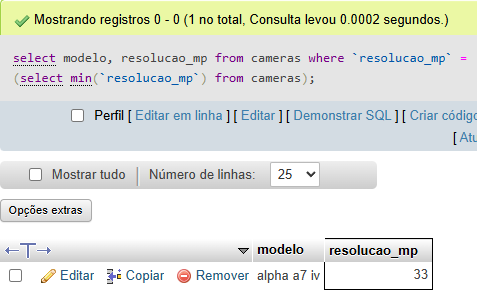 Mostrando registros 0 - 0 (1 no total, Consulta levou 0.0002 segundos.)
select modelo, resolucao_mp from cameras where `resolucao_mp` =
(select min(`resolucao_mp`) from cameras);
Perfil [ Editar em linha ] [ Editar ] [ Demonstrar SQL ] [ Criar código
[ Atu
Mostrar tudo | Número de linhas: 25
Opções extras
←T→ modelo resolucao_mp
Editar Copiar Remover alpha a7 iv 33